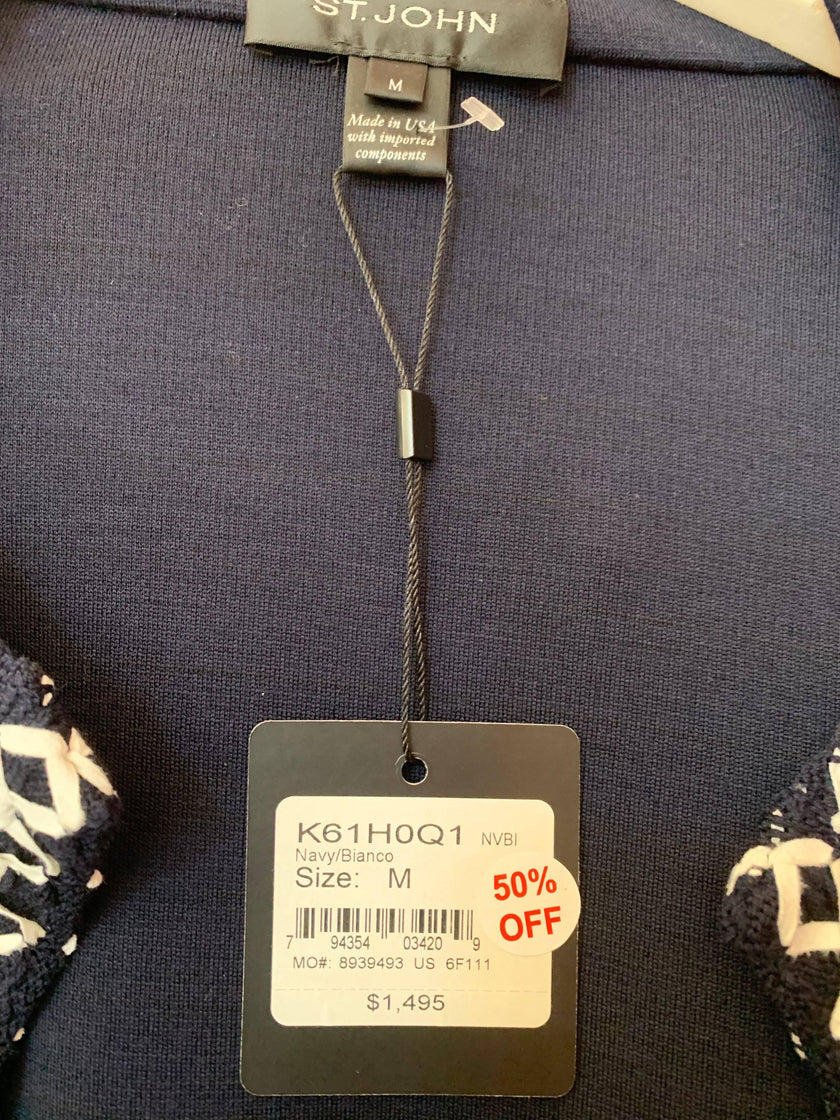 ST. JOHN
M
Made in USA
with imported
components
K61H0Q1 NVBI
Navy/Bianco
Size: M
50%
OFF
7 94354 03420 9
MO#: 8939493 US 6F111
$1,495